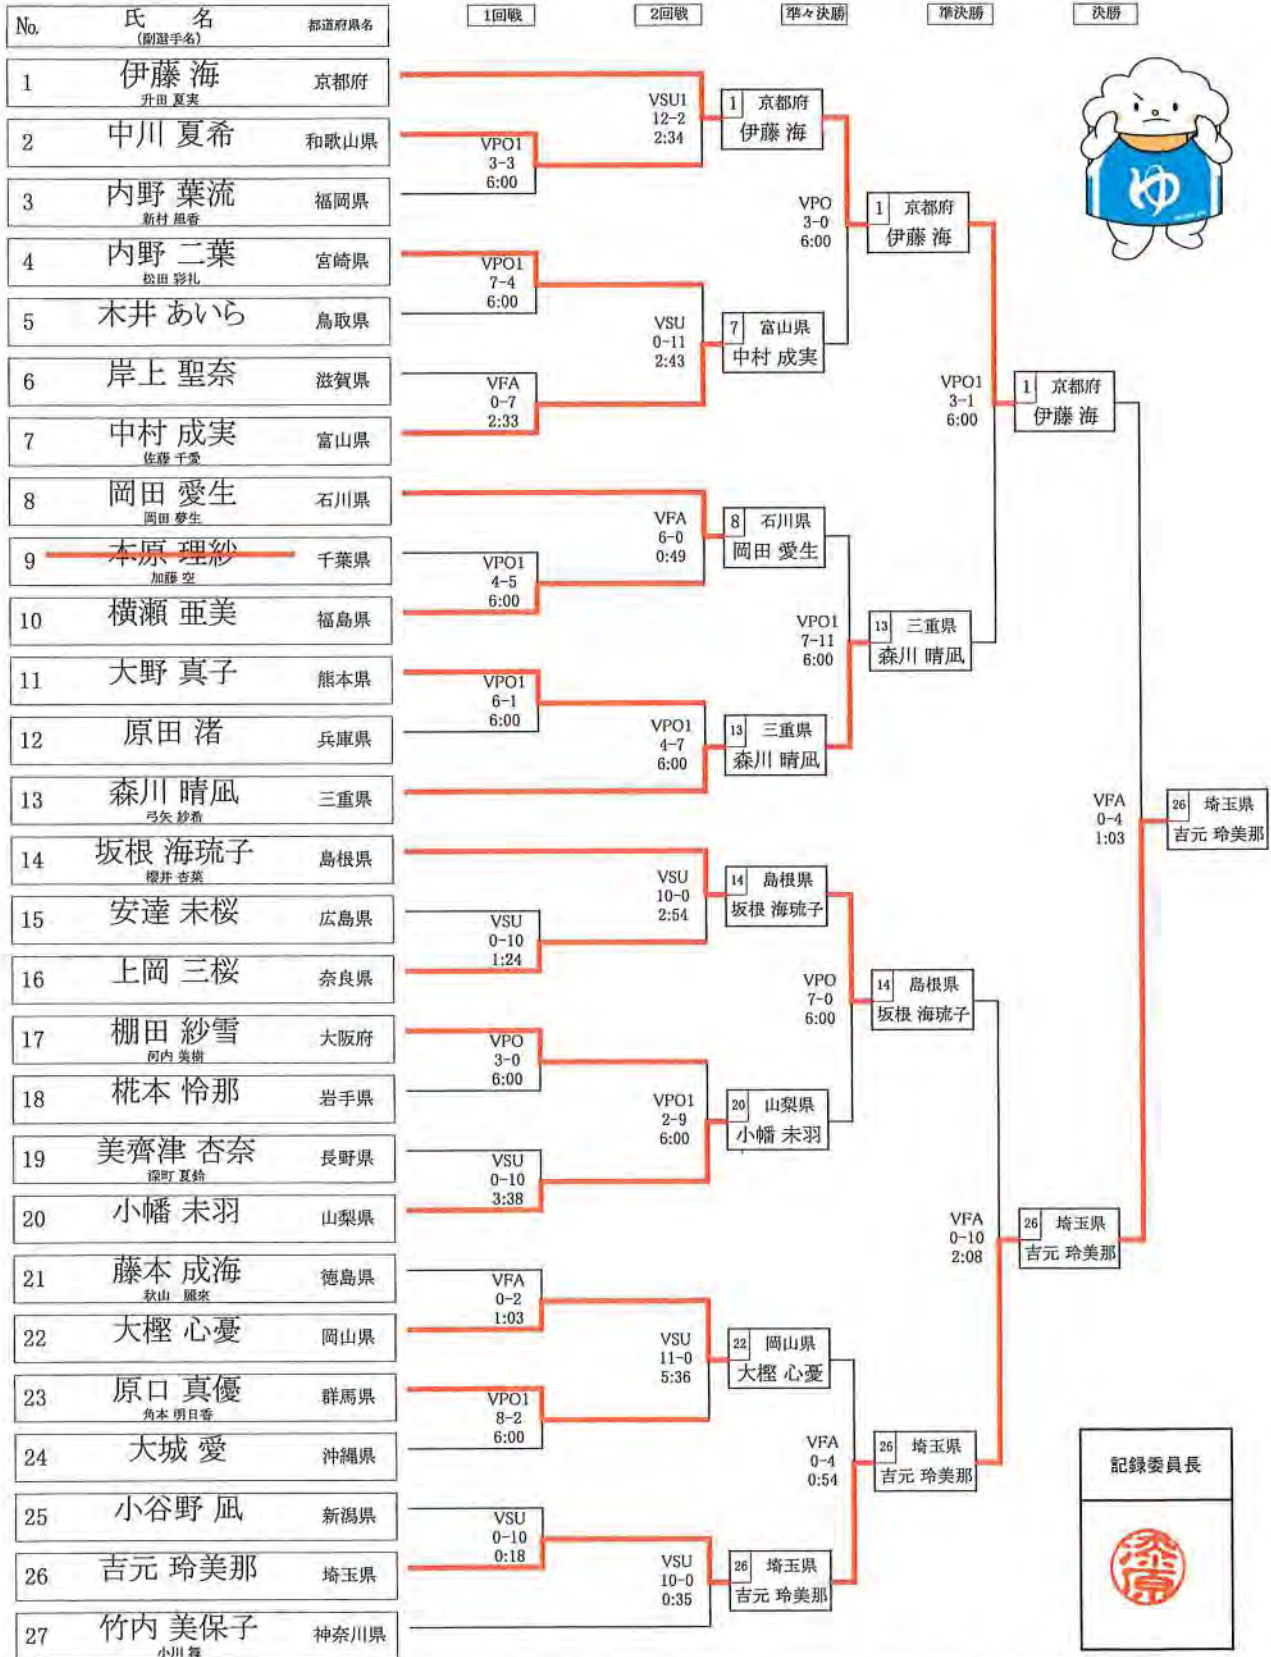 No. 氏 名 都道府県名 1回戦 2回戦 準々決勝 準決勝 決勝
(副選手名)
1 伊藤 海 京都府
升田 夏実
2 中川 夏希 和歌山県
3 内野 葉流 福岡県
新村 風香
4 内野 二葉 宮崎県
松田 彩礼
5 木井 あいら 鳥取県
6 岸上 聖奈 滋賀県
7 中村 成実 富山県
佐藤 千愛
8 岡田 愛生 石川県
岡田 夢生
9 本原 理紗 千葉県
加藤 空
10 横瀬 亜美 福島県
11 大野 真子 熊本県
12 原田 渚 兵庫県
13 森川 晴凪 三重県
弓矢 紗希
14 坂根 海琉子 島根県
櫻井 杏菜
15 安達 未桜 広島県
16 上岡 三桜 奈良県
17 棚田 紗雪 大阪府
河内 美樹
18 椛本 怜那 岩手県
19 美齊津 杏奈 長野県
深町 夏鈴
20 小幡 未羽 山梨県
21 藤本 成海 徳島県
秋山 麗來
22 大樫 心憂 岡山県
23 原口 真優 群馬県
角本 明日香
24 大城 愛 沖縄県
25 小谷野 凪 新潟県
26 吉元 玲美那 埼玉県
27 竹内 美保子 神奈川県
小川 舞
VPO1
3-3
6:00
VPO1
7-4
6:00
VFA
0-7
2:33
VPO1
4-5
6:00
VPO1
6-1
6:00
VSU
0-10
1:24
VPO
3-0
6:00
VSU
0-10
3:38
VFA
0-2
1:03
VPO1
8-2
6:00
VSU
0-10
0:18
VSU1
12-2
2:34
VSU
0-11
2:43
VFA
6-0
0:49
VPO1
4-7
6:00
VSU
10-0
2:54
VPO1
2-9
6:00
VSU
11-0
5:36
VSU
10-0
0:35
1 京都府
伊藤 海
7 富山県
中村 成実
8 石川県
岡田 愛生
13 三重県
森川 晴凪
14 島根県
坂根 海琉子
20 山梨県
小幡 未羽
22 岡山県
大樫 心憂
26 埼玉県
吉元 玲美那
VPO
3-0
6:00
VPO1
7-11
6:00
VPO
7-0
6:00
VFA
0-4
0:54
1 京都府
伊藤 海
13 三重県
森川 晴凪
14 島根県
坂根 海琉子
26 埼玉県
吉元 玲美那
VPO1
3-1
6:00
VFA
0-10
2:08
1 京都府
伊藤 海
26 埼玉県
吉元 玲美那
VFA
0-4
1:03
26 埼玉県
吉元 玲美那
ゆ
記録委員長
漆原